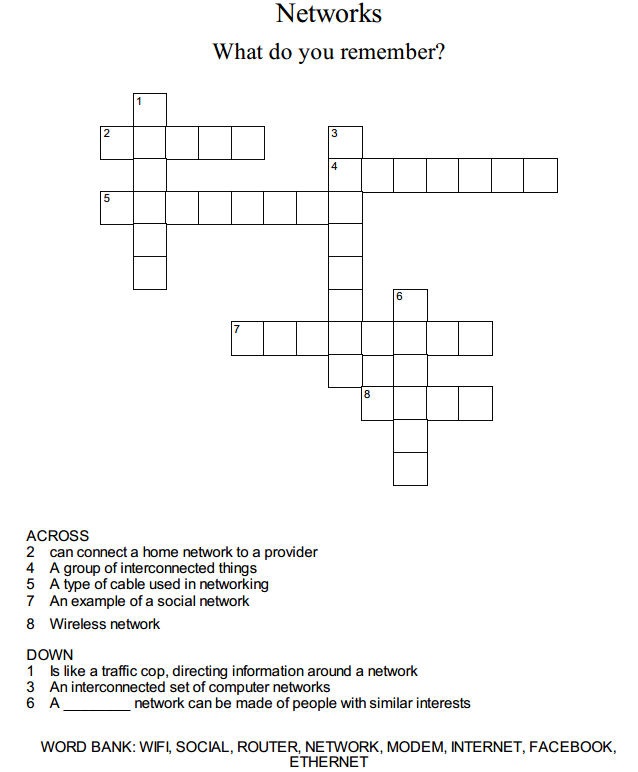 Networks
What do you remember?
1
2
3
4
5
6
7
8
ACROSS
2 can connect a home network to a provider
4 A group of interconnected things
5 A type of cable used in networking
7 An example of a social network
8 Wireless network
DOWN
1 Is like a traffic cop, directing information around a network
3 An interconnected set of computer networks
6 A ________ network can be made of people with similar interests
WORD BANK: WIFI, SOCIAL, ROUTER, NETWORK, MODEM, INTERNET, FACEBOOK,
ETHERNET